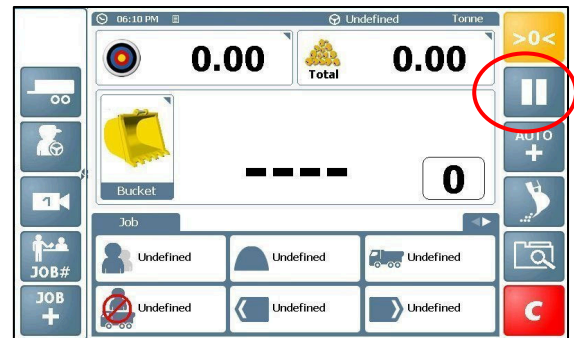 06:10 PM Undefined Tonne
>0<
0.00
Total
0.00
AUTO
+
Bucket
----
0
1
Job
JOB#
Undefined
Undefined
Undefined
JOB
+
Undefined
Undefined
Undefined
C